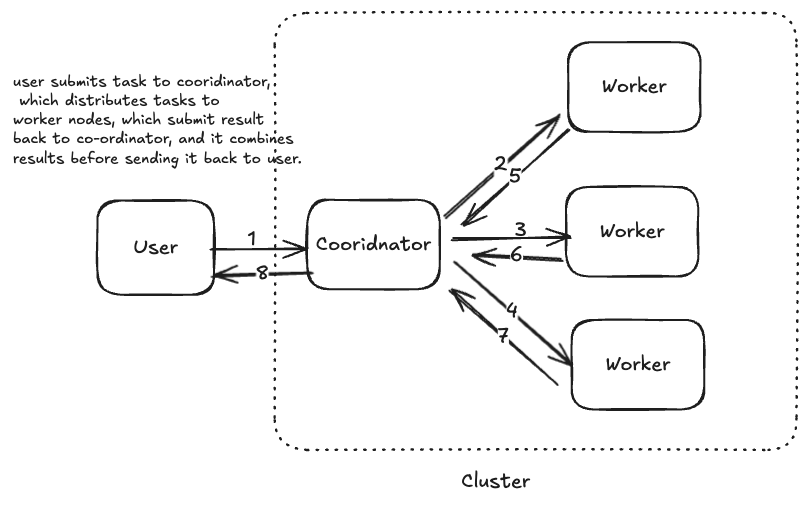 user submits task to cooridinator,
which distributes tasks to
worker nodes, which submit result
back to co-ordinator, and it combines
results before sending it back to user.
Worker
2
5
User
1
8
Cooridnator
3
6
Worker
4
7
Worker
Cluster